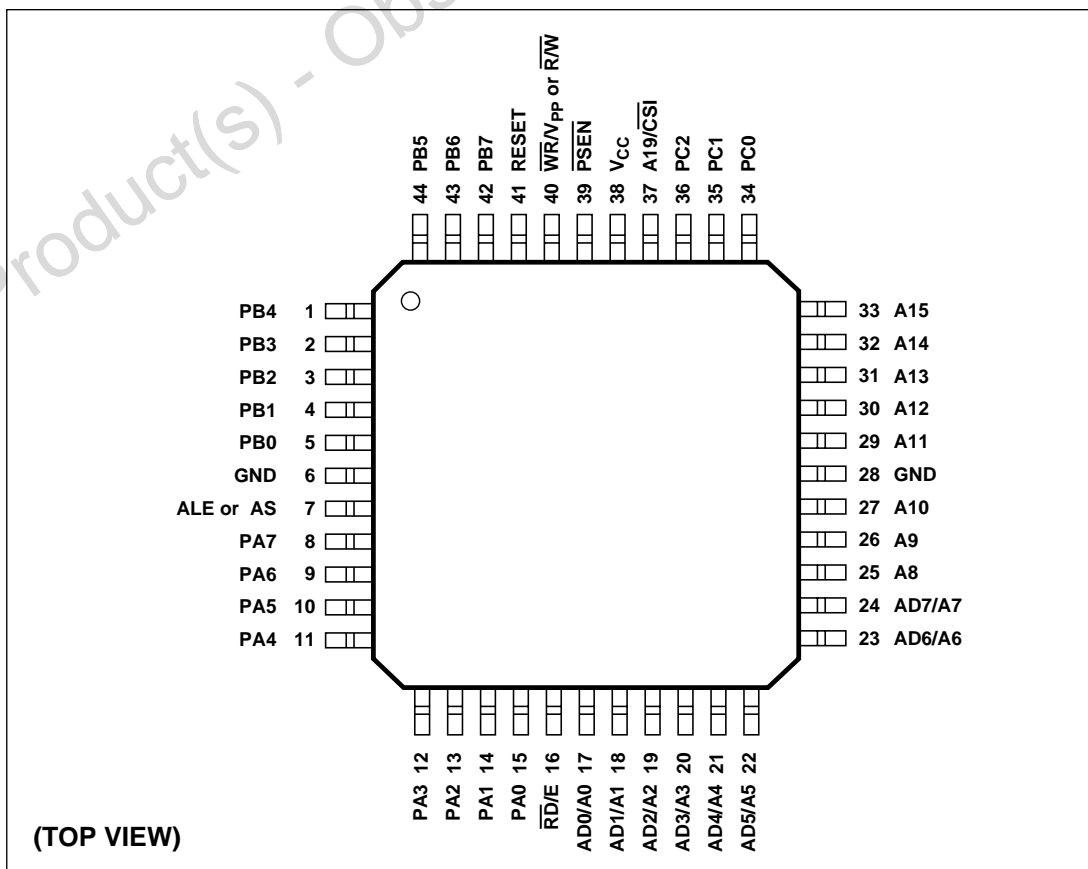 Product(s) - Obs
44 PB5
43 PB6
42 PB7
41 RESET
40 W̅R̅/VPP or R̅/̅W̅
39 P̅S̅E̅N̅
38 VCC
37 A19/C̅S̅I̅
36 PC2
35 PC1
34 PC0
PB4 1
PB3 2
PB2 3
PB1 4
PB0 5
GND 6
ALE or AS 7
PA7 8
PA6 9
PA5 10
PA4 11
33 A15
32 A14
31 A13
30 A12
29 A11
28 GND
27 A10
26 A9
25 A8
24 AD7/A7
23 AD6/A6
PA3 12
PA2 13
PA1 14
PA0 15
R̅D̅/E 16
AD0/A0 17
AD1/A1 18
AD2/A2 19
AD3/A3 20
AD4/A4 21
AD5/A5 22
(TOP VIEW)